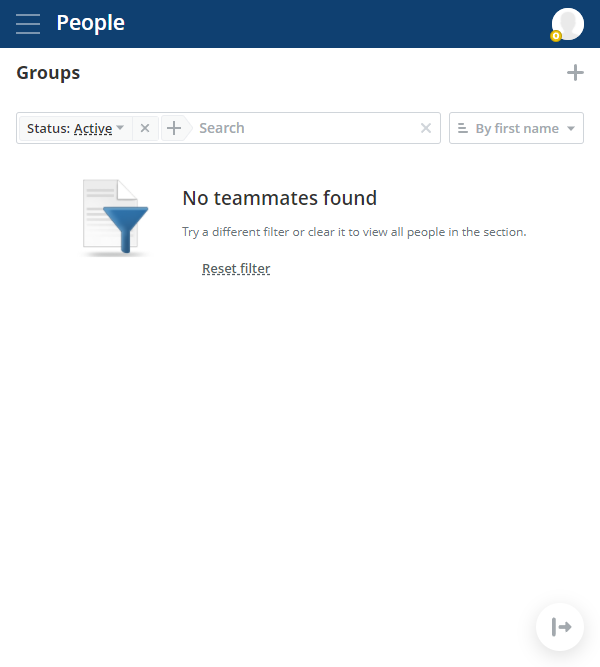 People
Groups
Status: Active
Search
By first name
No teammates found
Try a different filter or clear it to view all people in the section.
Reset filter